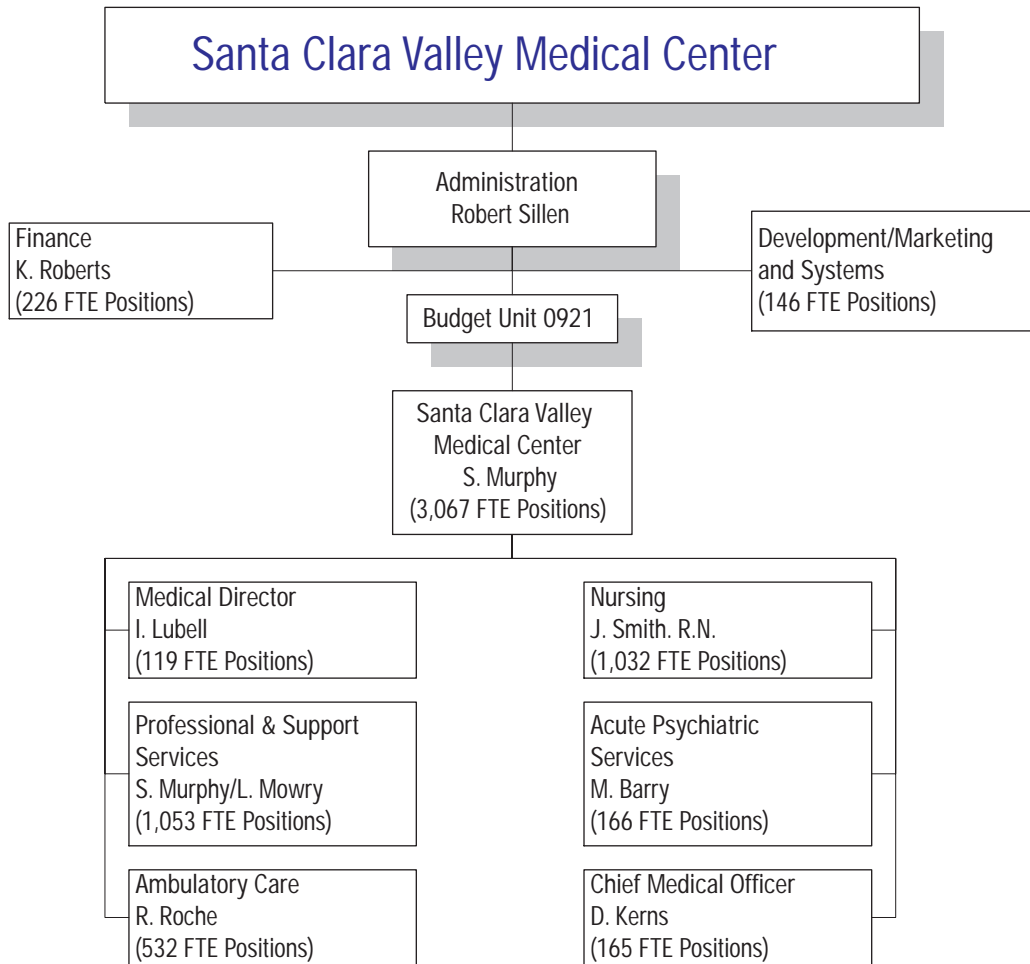 Santa Clara Valley Medical Center
Administration
Robert Sillen
Finance
K. Roberts
(226 FTE Positions)
Development/Marketing
and Systems
(146 FTE Positions)
Budget Unit 0921
Santa Clara Valley
Medical Center
S. Murphy
(3,067 FTE Positions)
Medical Director
I. Lubell
(119 FTE Positions)
Nursing
J. Smith. R.N.
(1,032 FTE Positions)
Professional & Support
Services
S. Murphy/L. Mowry
(1,053 FTE Positions)
Acute Psychiatric
Services
M. Barry
(166 FTE Positions)
Ambulatory Care
R. Roche
(532 FTE Positions)
Chief Medical Officer
D. Kerns
(165 FTE Positions)